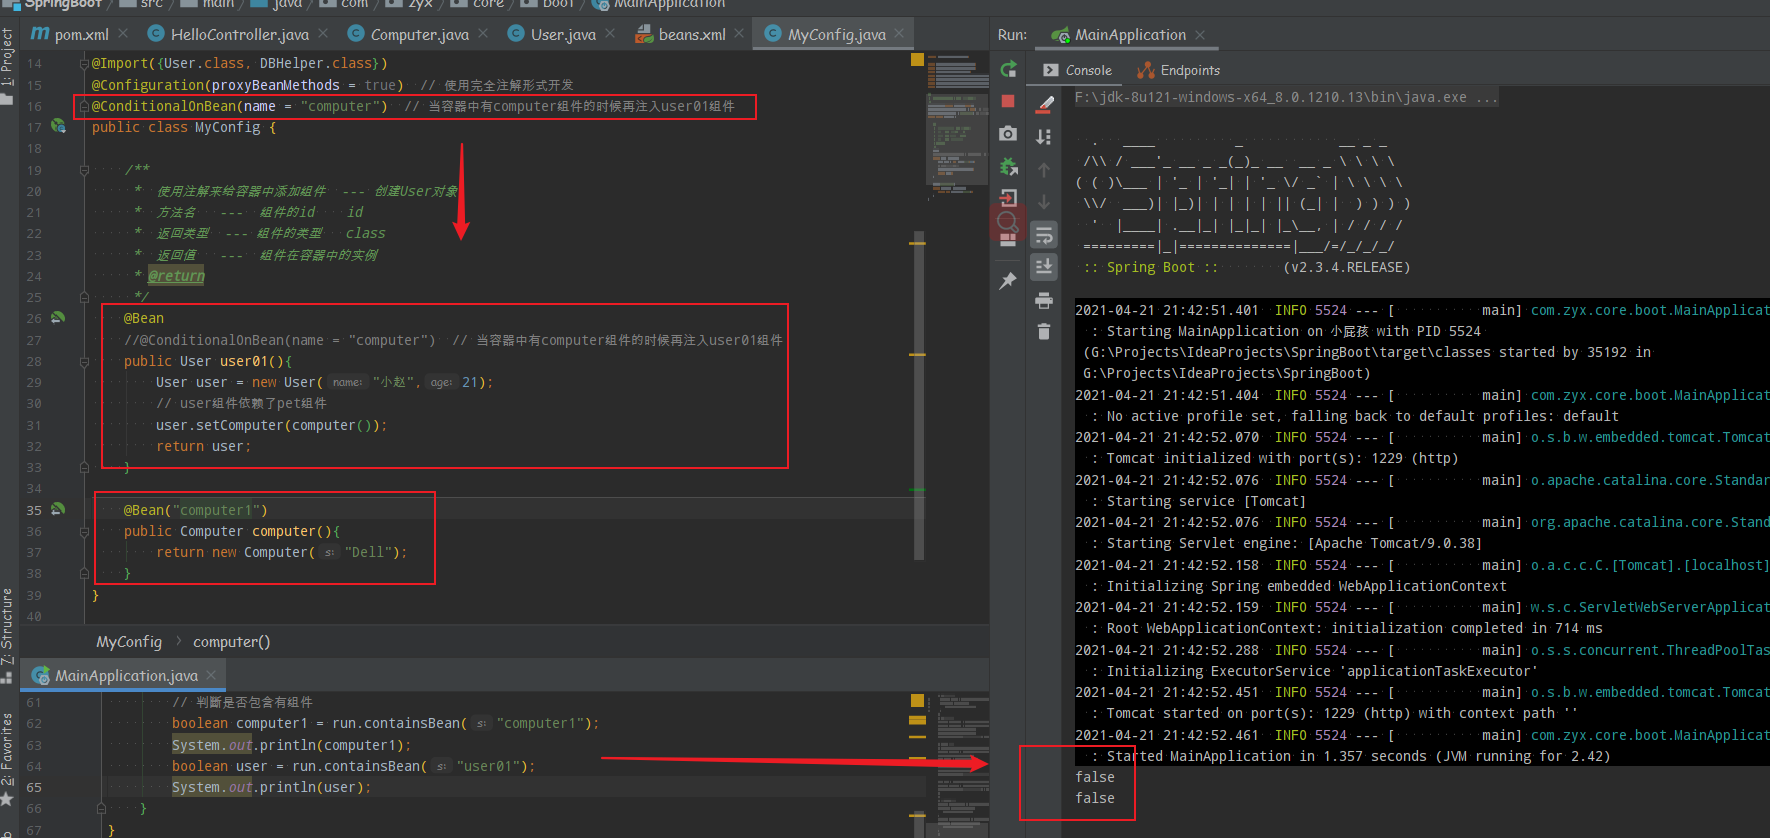 SpringBoot src main java com zyx core boot MainApplication
pom.xml HelloController.java Computer.java User.java beans.xml MyConfig.java
1: Project
14 @Import({User.class, DBHelper.class})
15 @Configuration(proxyBeanMethods = true) // 使用完全注解形式开发
16 @ConditionalOnBean(name = "computer") // 当容器中有computer组件的时候再注入user01组件
17 public class MyConfig {
18
19 /**
20 * 使用注解来给容器中添加组件 --- 创建User对象
21 * 方法名 --- 组件的id id
22 * 返回类型 --- 组件的类型 class
23 * 返回值 --- 组件在容器中的实例
24 * @return
25 */
26 @Bean
27 //@ConditionalOnBean(name = "computer") // 当容器中有computer组件的时候再注入user01组件
28 public User user01(){
29 User user = new User( name: "小赵", age: 21);
30 // user组件依赖了pet组件
31 user.setComputer(computer());
32 return user;
33 }
34
35 @Bean("computer1")
36 public Computer computer(){
37 return new Computer( s: "Dell");
38 }
39 }
40
MyConfig > computer()
7: Structure
2: Favorites
MainApplication.java
61 // 判断是否包含有组件
62 boolean computer1 = run.containsBean( s: "computer1");
63 System.out.println(computer1);
64 boolean user = run.containsBean( s: "user01");
65 System.out.println(user);
66 }
67 }
Run: MainApplication
Console Endpoints
F:\jdk-8u121-windows-x64_8.0.1210.13\bin\java.exe ...
  .   ____          _            __ _ _
 /\\ / ___'_ __ _ _(_)_ __  __ _ \ \ \ \
( ( )\___ | '_ | '_| | '_ \/ _` | \ \ \ \
 \\/  ___)| |_)| | | | | || (_| |  ) ) ) )
  '  |____| .__|_| |_|_| |_\__, | / / / /
 =========|_|==============|___/=/_/_/_/
:: Spring Boot :: (v2.3.4.RELEASE)
2021-04-21 21:42:51.401 INFO 5524 --- [ main] com.zyx.core.boot.MainApplicat
: Starting MainApplication on 小屁孩 with PID 5524
(G:\Projects\IdeaProjects\SpringBoot\target\classes started by 35192 in
G:\Projects\IdeaProjects\SpringBoot)
2021-04-21 21:42:51.404 INFO 5524 --- [ main] com.zyx.core.boot.MainApplicat
: No active profile set, falling back to default profiles: default
2021-04-21 21:42:52.070 INFO 5524 --- [ main] o.s.b.w.embedded.tomcat.Tomcat
: Tomcat initialized with port(s): 1229 (http)
2021-04-21 21:42:52.076 INFO 5524 --- [ main] o.apache.catalina.core.Standar
: Starting service [Tomcat]
2021-04-21 21:42:52.076 INFO 5524 --- [ main] org.apache.catalina.core.Stand
: Starting Servlet engine: [Apache Tomcat/9.0.38]
2021-04-21 21:42:52.158 INFO 5524 --- [ main] o.a.c.c.C.[Tomcat].[localhost]
: Initializing Spring embedded WebApplicationContext
2021-04-21 21:42:52.159 INFO 5524 --- [ main] w.s.c.ServletWebServerApplicat
: Root WebApplicationContext: initialization completed in 714 ms
2021-04-21 21:42:52.288 INFO 5524 --- [ main] o.s.s.concurrent.ThreadPoolTas
: Initializing ExecutorService 'applicationTaskExecutor'
2021-04-21 21:42:52.451 INFO 5524 --- [ main] o.s.b.w.embedded.tomcat.Tomcat
: Tomcat started on port(s): 1229 (http) with context path ''
2021-04-21 21:42:52.461 INFO 5524 --- [ main] com.zyx.core.boot.MainApplicat
: Started MainApplication in 1.357 seconds (JVM running for 2.42)
false
false